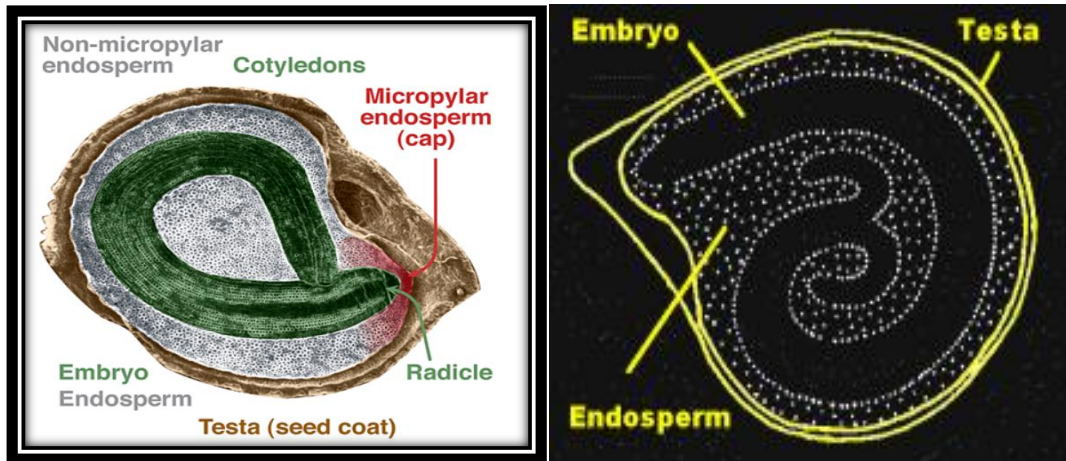 Non-micropylar
endosperm
Cotyledons
Micropylar
endosperm
(cap)
Embryo
Endosperm
Radicle
Testa (seed coat)
Embryo
Testa
Endosperm